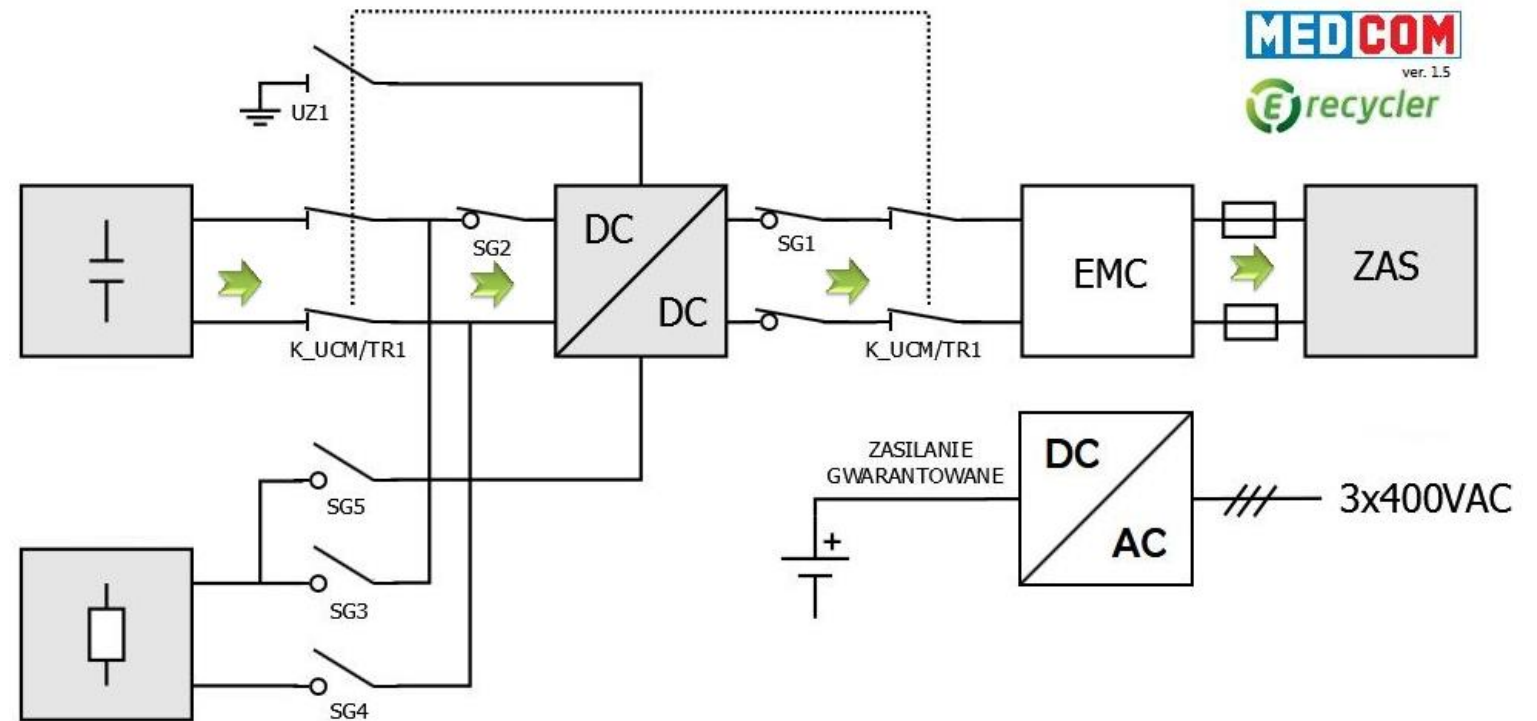 MEDCOM
ver. 1.5
E recycler
UZ1
SG2
DC
DC
SG1
EMC
ZAS
K_UCM/TR1
K_UCM/TR1
ZASILANIE
GWARANTOWANE
DC
AC
3x400VAC
+
SG5
SG3
SG4